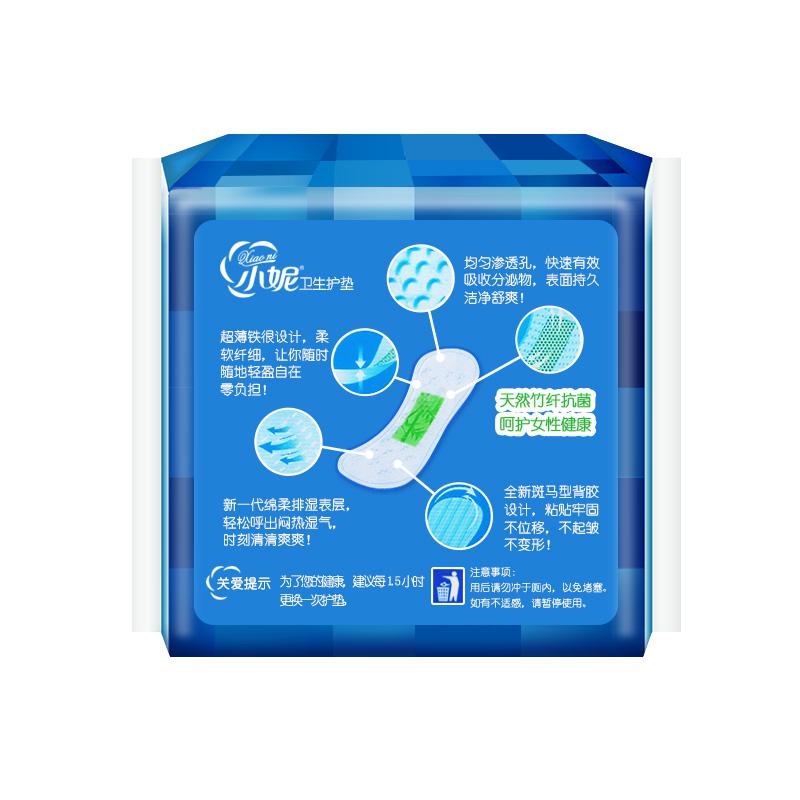 Xiao ni
小妮®卫生护垫
均匀渗透孔，快速有效
吸收分泌物，表面持久
洁净舒爽！
超薄铁很设计，柔
软纤细，让你随时
随地轻盈自在
零负担！
天然竹纤抗菌
呵护女性健康
新一代绵柔排湿表层，
轻松呼出闷热湿气，
时刻清清爽爽！
全新斑马型背胶
设计，粘贴牢固
不位移，不起皱
不变形！
关爱提示
为了您的健康，建议每1.5小时
更换一次护垫。
注意事项：
用后请勿冲于厕内，以免堵塞。
如有不适感，请暂停使用。